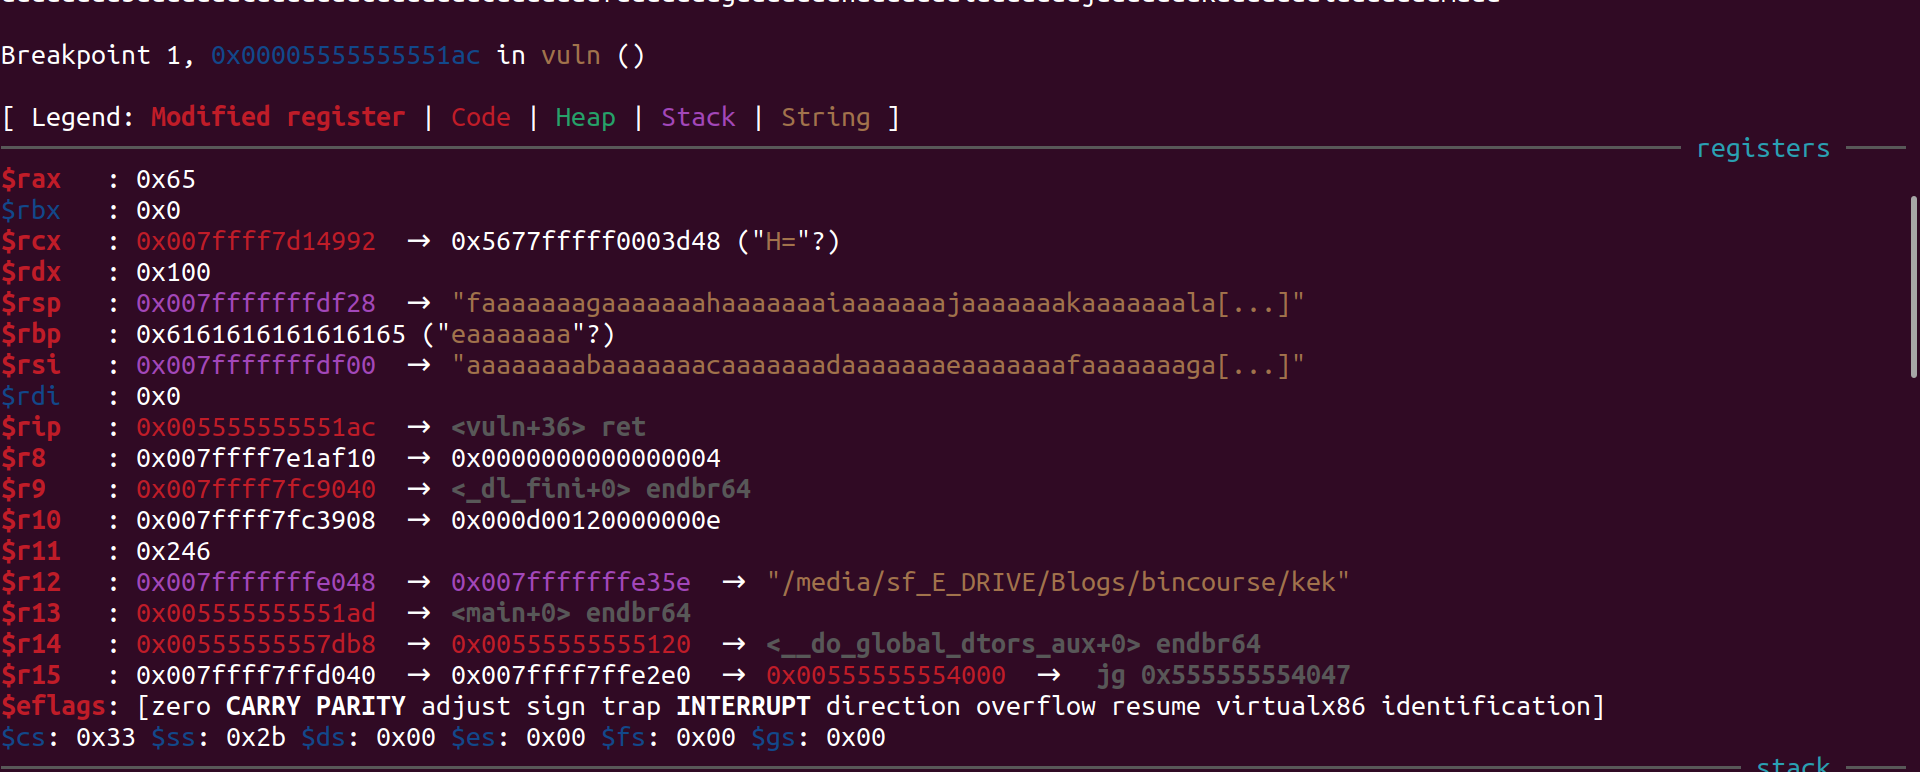 Breakpoint 1, 0x00005555555551ac in vuln ()
[ Legend: Modified register | Code | Heap | Stack | String ]
registers
$rax   : 0x65
$rbx   : 0x0
$rcx   : 0x007ffff7d14992  →  0x5677fffff0003d48 ("H="?)
$rdx   : 0x100
$rsp   : 0x007fffffffdf28  →  "faaaaaaagaaaaaaahaaaaaaaiaaaaaaajaaaaaaakaaaaaaala[...]"
$rbp   : 0x6161616161616165 ("eaaaaaaa"?)
$rsi   : 0x007fffffffdf00  →  "aaaaaaaabaaaaaaacaaaaaaadaaaaaaaeaaaaaaafaaaaaaaga[...]"
$rdi   : 0x0
$rip   : 0x005555555551ac  →  <vuln+36> ret
$r8    : 0x007ffff7e1af10  →  0x0000000000000004
$r9    : 0x007ffff7fc9040  →  <_dl_fini+0> endbr64
$r10   : 0x007ffff7fc3908  →  0x000d00120000000e
$r11   : 0x246
$r12   : 0x007fffffffe048  →  0x007fffffffe35e  →  "/media/sf_E_DRIVE/Blogs/bincourse/kek"
$r13   : 0x005555555551ad  →  <main+0> endbr64
$r14   : 0x00555555557db8  →  0x00555555555120  →  <__do_global_dtors_aux+0> endbr64
$r15   : 0x007ffff7ffd040  →  0x007ffff7ffe2e0  →  0x00555555554000  →  jg 0x555555554047
$eflags: [zero CARRY PARITY adjust sign trap INTERRUPT direction overflow resume virtualx86 identification]
$cs: 0x33 $ss: 0x2b $ds: 0x00 $es: 0x00 $fs: 0x00 $gs: 0x00
stack